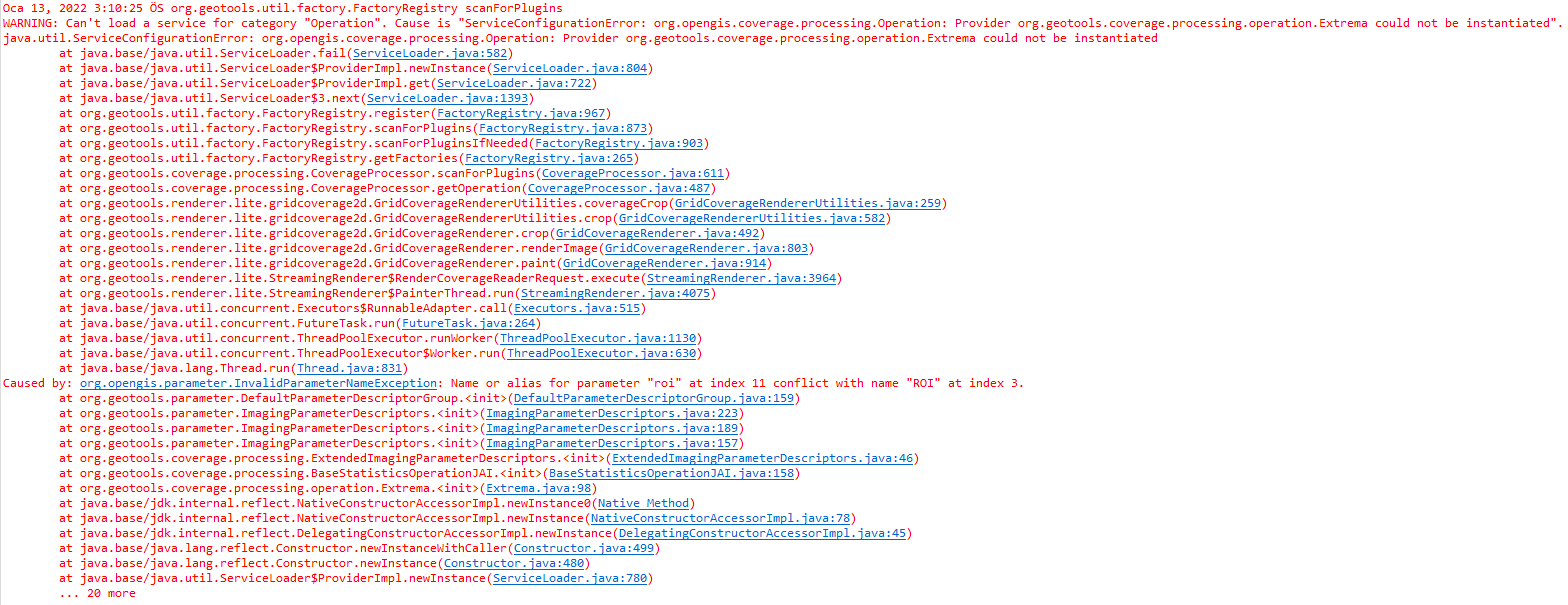 Oca 13, 2022 3:10:25 ÖS org.geotools.util.factory.FactoryRegistry scanForPlugins
WARNING: Can't load a service for category "Operation". Cause is "ServiceConfigurationError: org.opengis.coverage.processing.Operation: Provider org.geotools.coverage.processing.operation.Extrema could not be instantiated".
java.util.ServiceConfigurationError: org.opengis.coverage.processing.Operation: Provider org.geotools.coverage.processing.operation.Extrema could not be instantiated
at java.base/java.util.ServiceLoader.fail(ServiceLoader.java:582)
at java.base/java.util.ServiceLoader$ProviderImpl.newInstance(ServiceLoader.java:804)
at java.base/java.util.ServiceLoader$ProviderImpl.get(ServiceLoader.java:722)
at java.base/java.util.ServiceLoader$3.next(ServiceLoader.java:1393)
at org.geotools.util.factory.FactoryRegistry.register(FactoryRegistry.java:967)
at org.geotools.util.factory.FactoryRegistry.scanForPlugins(FactoryRegistry.java:873)
at org.geotools.util.factory.FactoryRegistry.scanForPluginsIfNeeded(FactoryRegistry.java:903)
at org.geotools.util.factory.FactoryRegistry.getFactories(FactoryRegistry.java:265)
at org.geotools.coverage.processing.CoverageProcessor.scanForPlugins(CoverageProcessor.java:611)
at org.geotools.coverage.processing.CoverageProcessor.getOperation(CoverageProcessor.java:487)
at org.geotools.renderer.lite.gridcoverage2d.GridCoverageRendererUtilities.coverageCrop(GridCoverageRendererUtilities.java:259)
at org.geotools.renderer.lite.gridcoverage2d.GridCoverageRendererUtilities.crop(GridCoverageRendererUtilities.java:582)
at org.geotools.renderer.lite.gridcoverage2d.GridCoverageRenderer.crop(GridCoverageRenderer.java:492)
at org.geotools.renderer.lite.gridcoverage2d.GridCoverageRenderer.renderImage(GridCoverageRenderer.java:803)
at org.geotools.renderer.lite.gridcoverage2d.GridCoverageRenderer.paint(GridCoverageRenderer.java:914)
at org.geotools.renderer.lite.StreamingRenderer$RenderCoverageReaderRequest.execute(StreamingRenderer.java:3964)
at org.geotools.renderer.lite.StreamingRenderer$PainterThread.run(StreamingRenderer.java:4075)
at java.base/java.util.concurrent.Executors$RunnableAdapter.call(Executors.java:515)
at java.base/java.util.concurrent.FutureTask.run(FutureTask.java:264)
at java.base/java.util.concurrent.ThreadPoolExecutor.runWorker(ThreadPoolExecutor.java:1130)
at java.base/java.util.concurrent.ThreadPoolExecutor$Worker.run(ThreadPoolExecutor.java:630)
at java.base/java.lang.Thread.run(Thread.java:831)
Caused by: org.opengis.parameter.InvalidParameterNameException: Name or alias for parameter "roi" at index 11 conflict with name "ROI" at index 3.
at org.geotools.parameter.DefaultParameterDescriptorGroup.<init>(DefaultParameterDescriptorGroup.java:159)
at org.geotools.parameter.ImagingParameterDescriptors.<init>(ImagingParameterDescriptors.java:223)
at org.geotools.parameter.ImagingParameterDescriptors.<init>(ImagingParameterDescriptors.java:189)
at org.geotools.parameter.ImagingParameterDescriptors.<init>(ImagingParameterDescriptors.java:157)
at org.geotools.coverage.processing.ExtendedImagingParameterDescriptors.<init>(ExtendedImagingParameterDescriptors.java:46)
at org.geotools.coverage.processing.BaseStatisticsOperationJAI.<init>(BaseStatisticsOperationJAI.java:158)
at org.geotools.coverage.processing.operation.Extrema.<init>(Extrema.java:98)
at java.base/jdk.internal.reflect.NativeConstructorAccessorImpl.newInstance0(Native Method)
at java.base/jdk.internal.reflect.NativeConstructorAccessorImpl.newInstance(NativeConstructorAccessorImpl.java:78)
at java.base/jdk.internal.reflect.DelegatingConstructorAccessorImpl.newInstance(DelegatingConstructorAccessorImpl.java:45)
at java.base/java.lang.reflect.Constructor.newInstanceWithCaller(Constructor.java:499)
at java.base/java.lang.reflect.Constructor.newInstance(Constructor.java:480)
at java.base/java.util.ServiceLoader$ProviderImpl.newInstance(ServiceLoader.java:780)
... 20 more